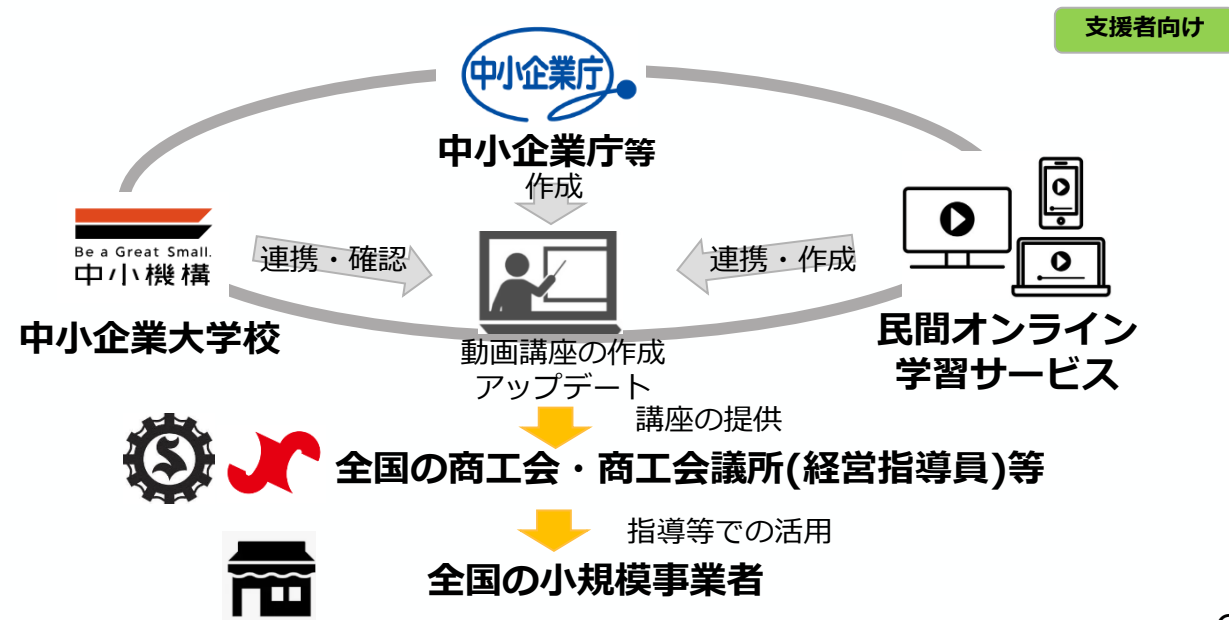 支援者向け
中小企業庁
中小企業庁等
作成
Be a Great Small.
中小機構
連携・確認
連携・作成
中小企業大学校
民間オンライン
学習サービス
動画講座の作成
アップデート
講座の提供
全国の商工会・商工会議所(経営指導員)等
指導等での活用
全国の小規模事業者